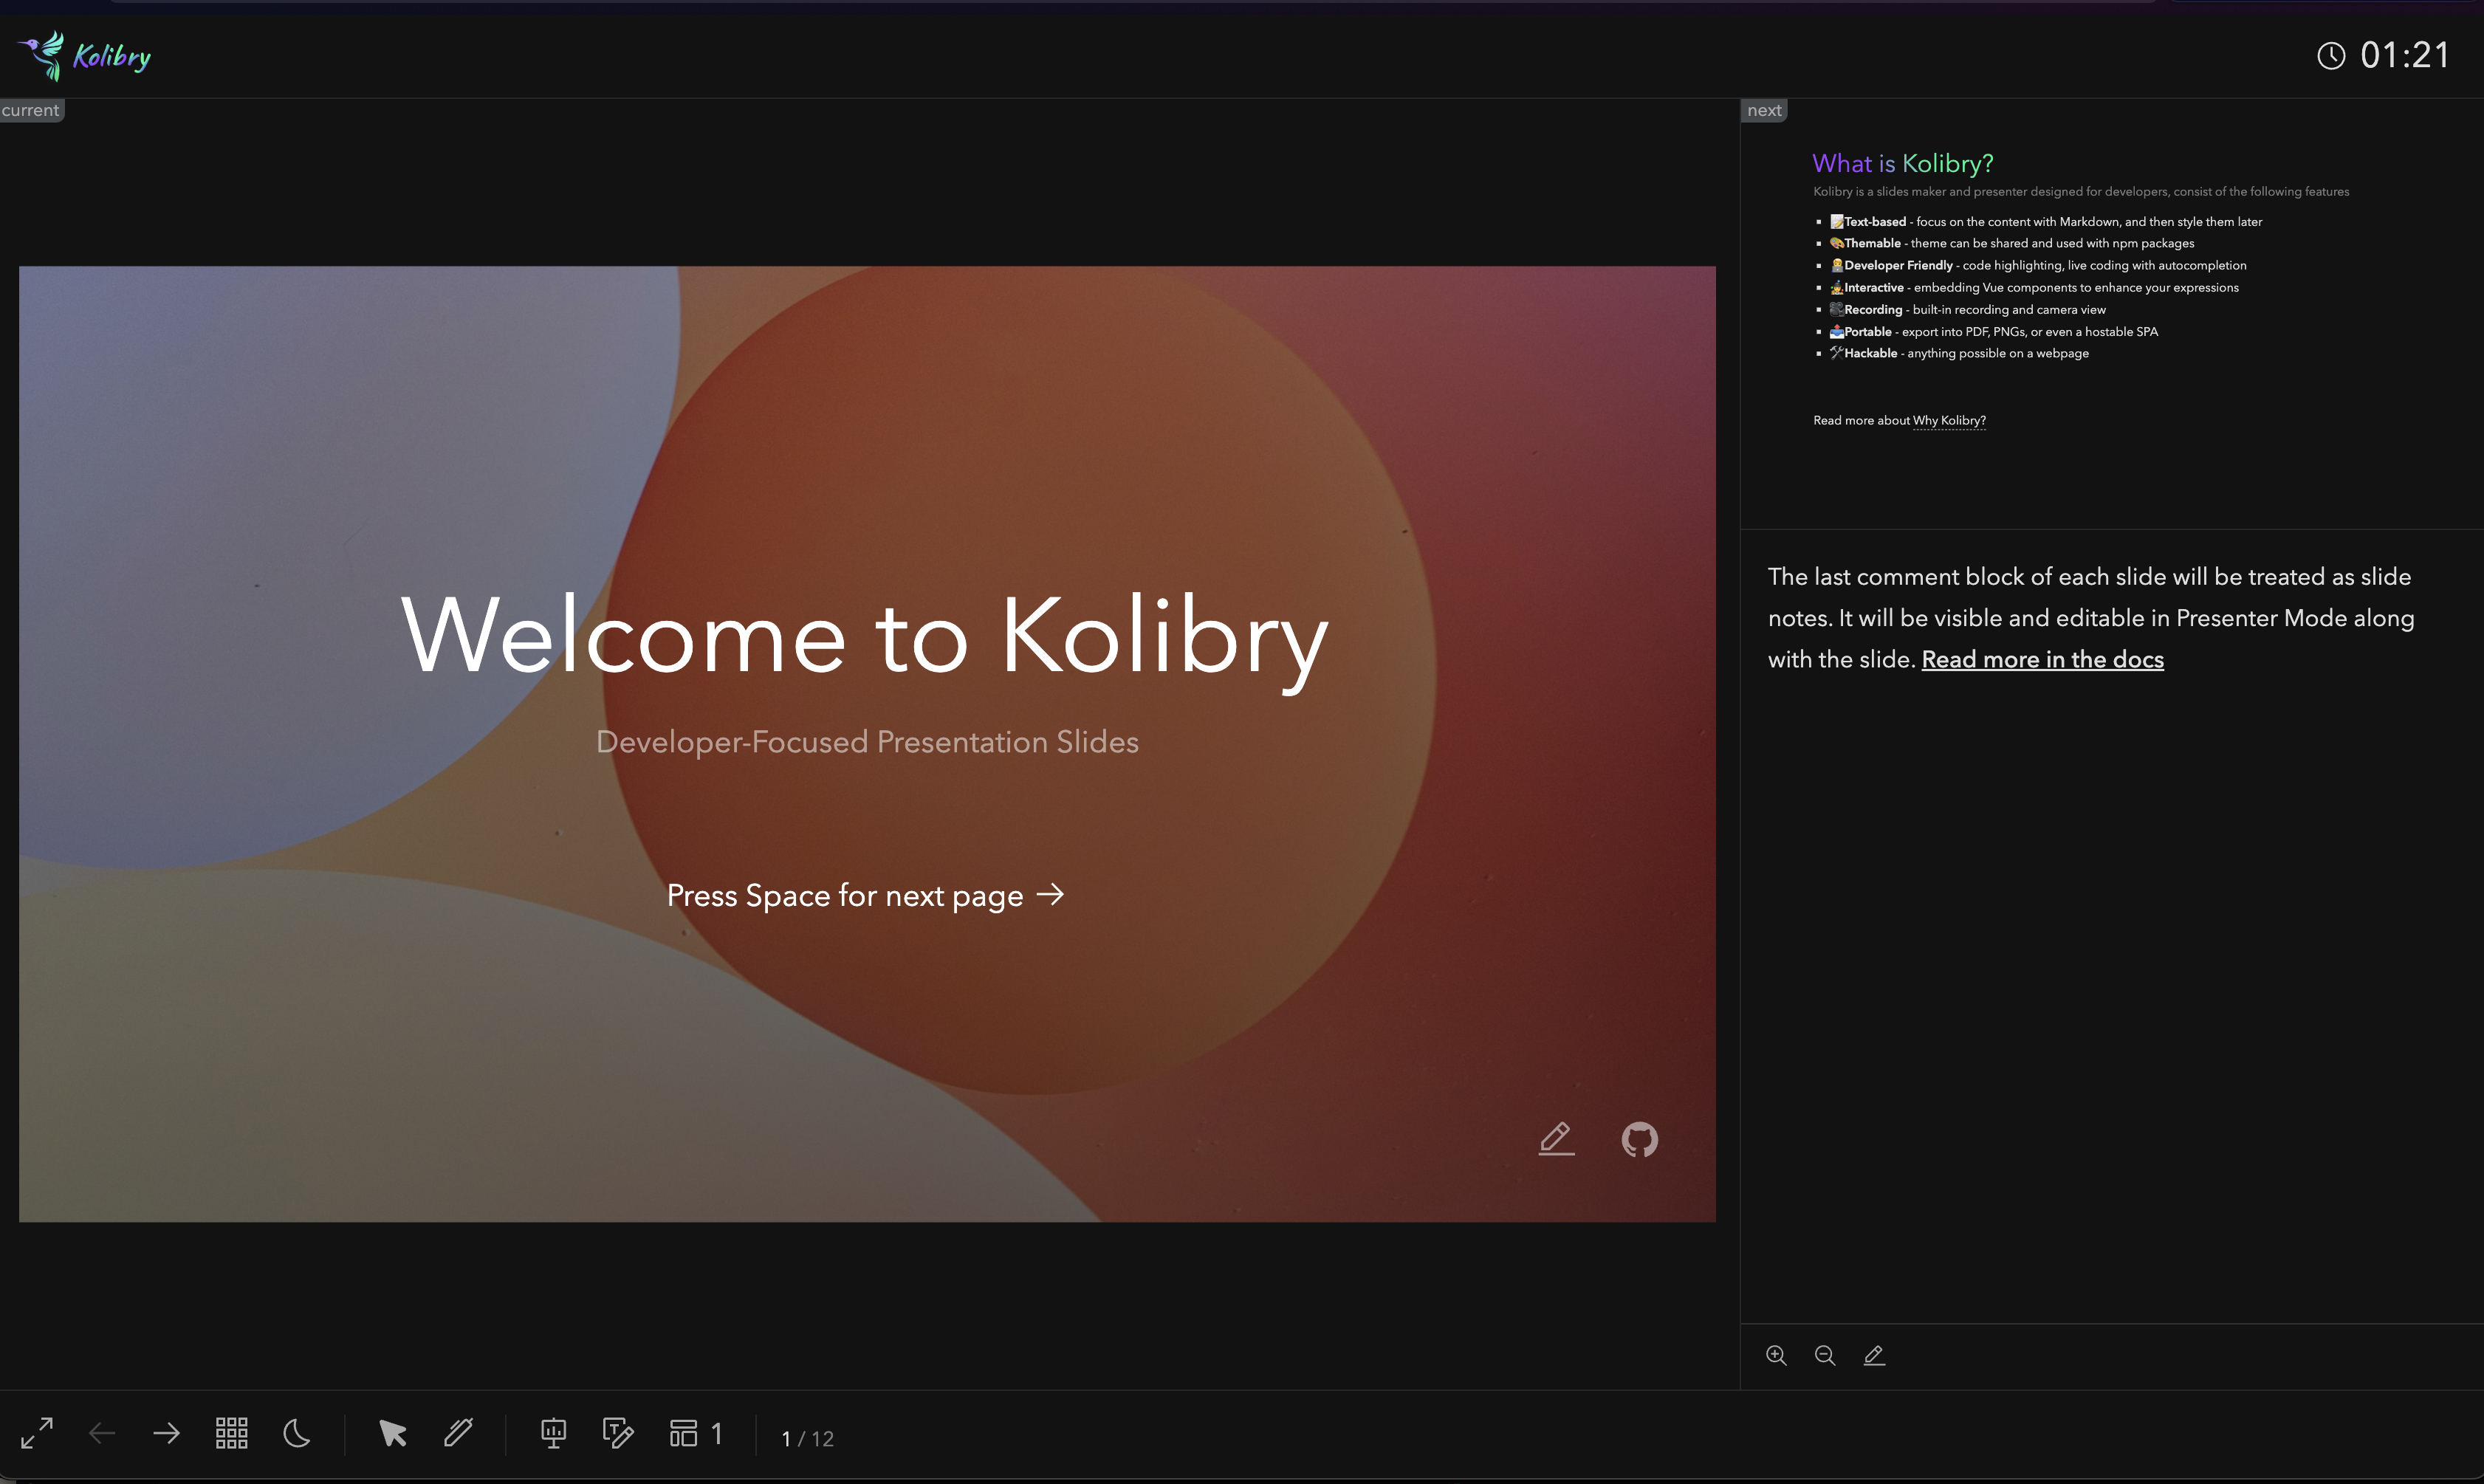 Kolibry
01:21
current
Welcome to Kolibry
Developer-Focused Presentation Slides
Press Space for next page
next
What is Kolibry?
Kolibry is a slides maker and presenter designed for developers, consist of the following features
Text-based - focus on the content with Markdown, and then style them later
Themable - theme can be shared and used with npm packages
Developer Friendly - code highlighting, live coding with autocompletion
Interactive - embedding Vue components to enhance your expressions
Recording - built-in recording and camera view
Portable - export into PDF, PNGs, or even a hostable SPA
Hackable - anything possible on a webpage
Read more about Why Kolibry?
The last comment block of each slide will be treated as slide
notes. It will be visible and editable in Presenter Mode along
with the slide. Read more in the docs
1
1 / 12